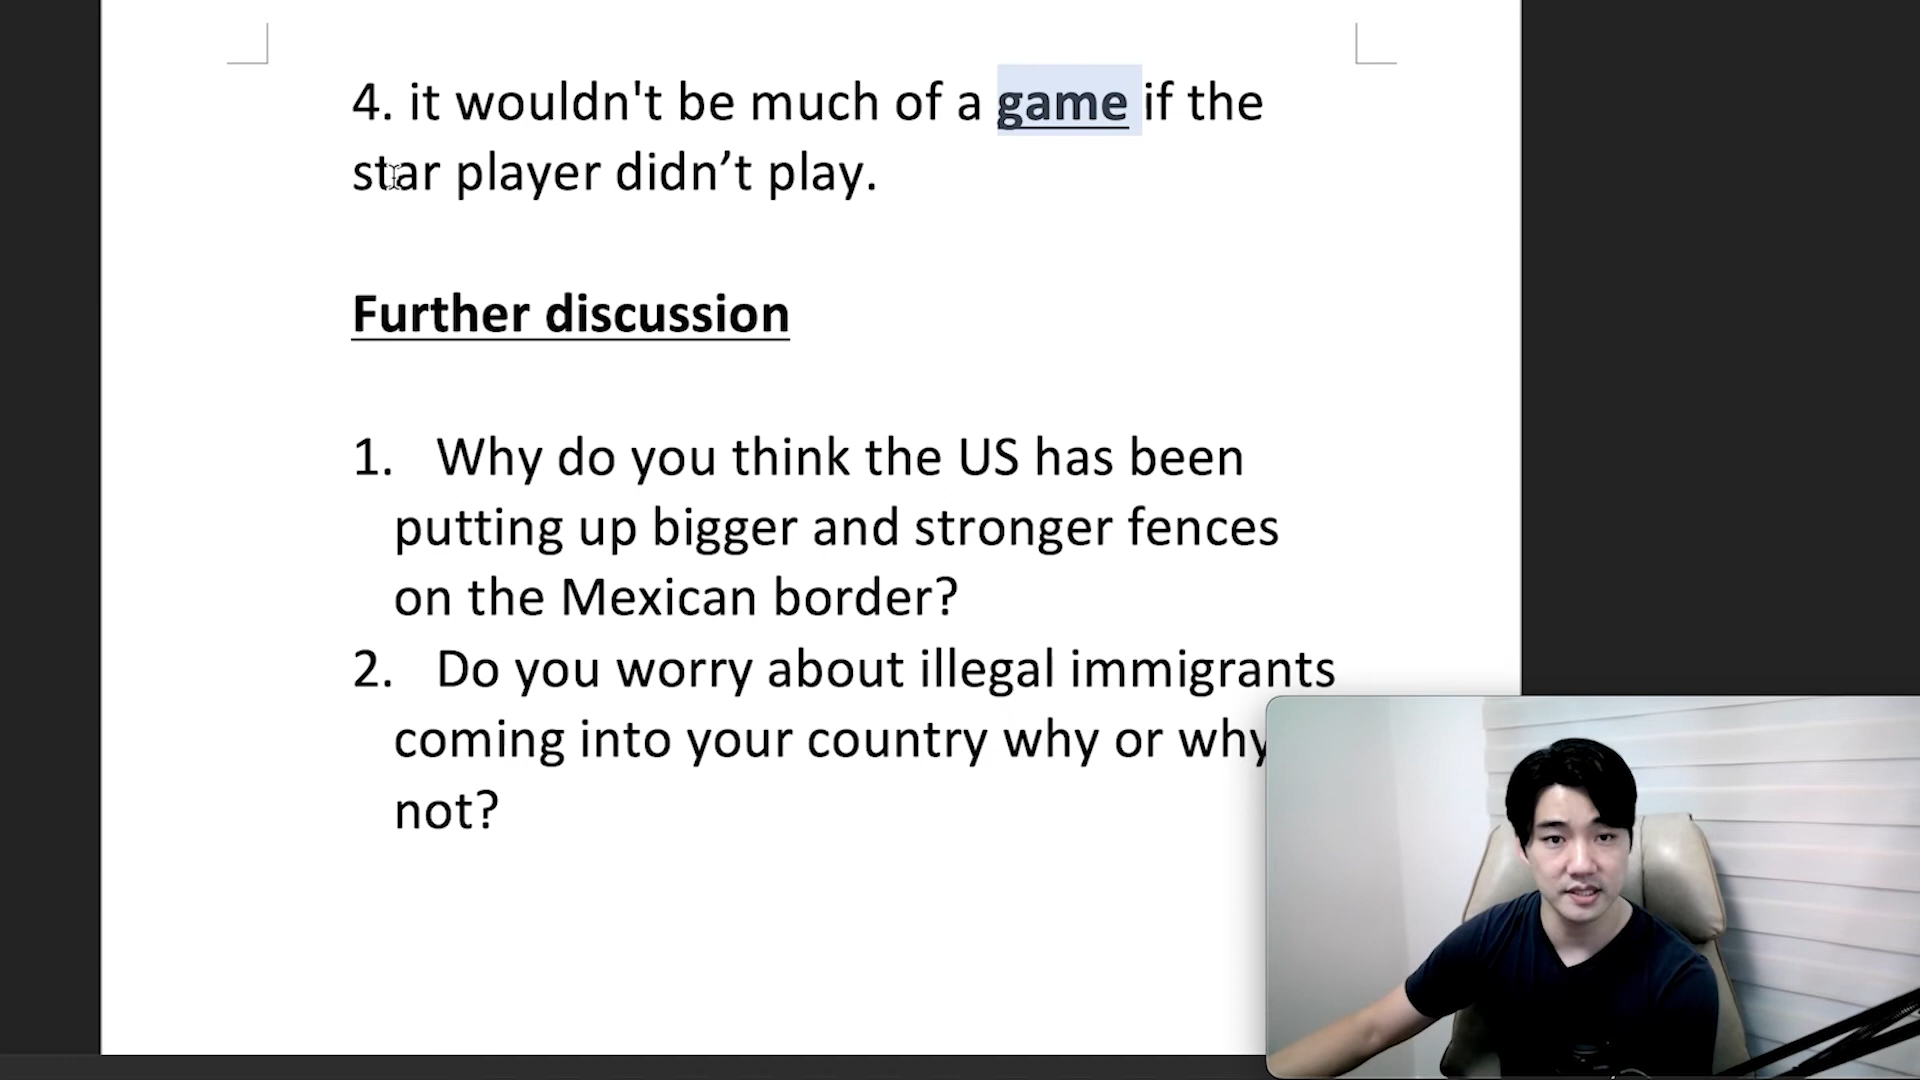 4. it wouldn't be much of a game if the
star player didn’t play.
Further discussion
1. Why do you think the US has been
putting up bigger and stronger fences
on the Mexican border?
2. Do you worry about illegal immigrants
coming into your country why or why
not?